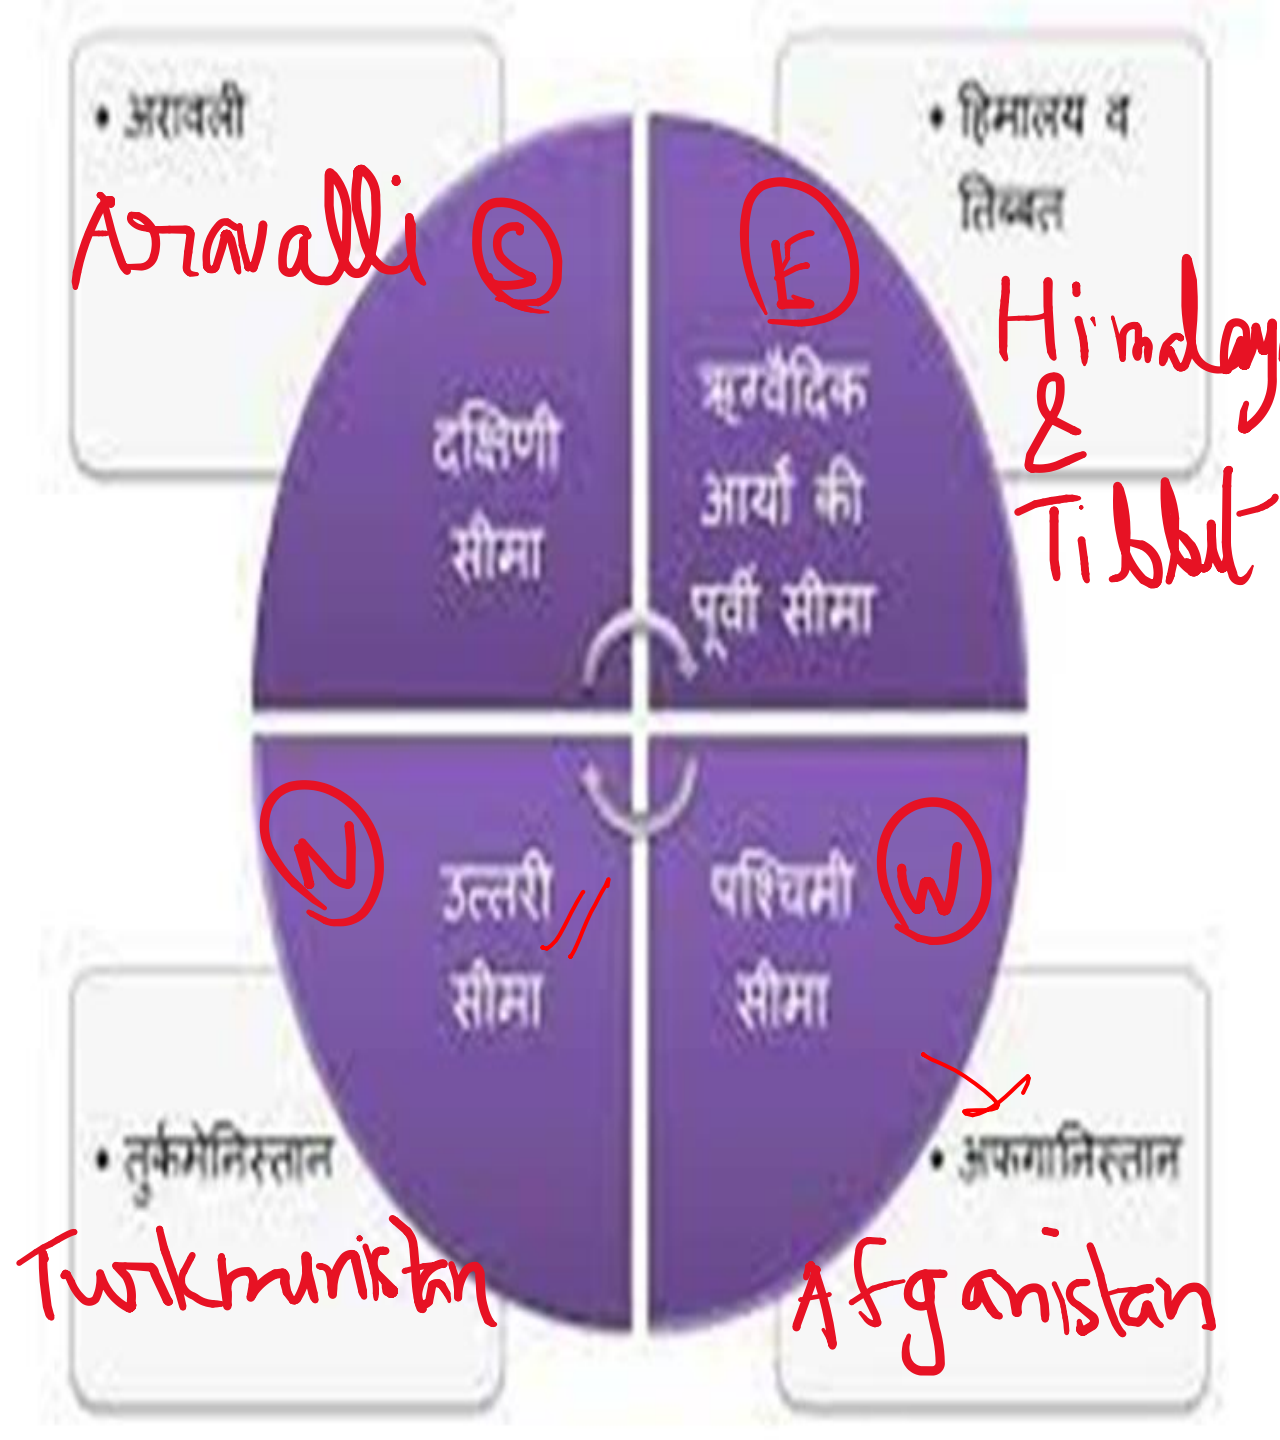 • अरावली
Aravalli
S
दक्षिणी
सीमा
E
ऋग्वैदिक
आर्यों की
पूर्वी सीमा
• हिमालय व
तिब्बत
Himalay
&
Tibbet
N
उत्तरी
सीमा
• तुर्कमेनिस्तान
Turkmenistan
पश्चिमी
सीमा
W
• अफगानिस्तान
Afganistan